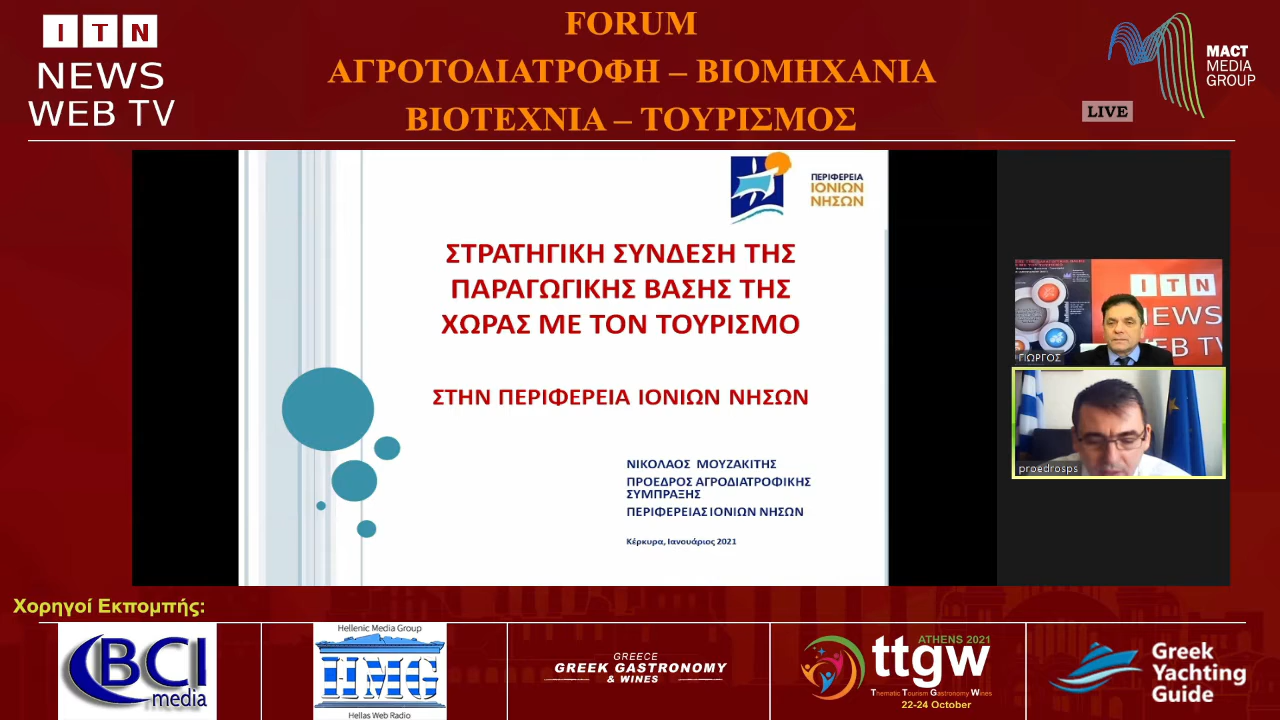 ITN
NEWS
WEB TV
FORUM
ΑΓΡΟΤΟΔΙΑΤΡΟΦΗ – ΒΙΟΜΗΧΑΝΙΑ
ΒΙΟΤΕΧΝΙΑ – ΤΟΥΡΙΣΜΟΣ
MACT
MEDIA
GROUP
LIVE
ΠΕΡΙΦΕΡΕΙΑ
ΙΟΝΙΩΝ
ΝΗΣΩΝ
ΣΤΡΑΤΗΓΙΚΗ ΣΥΝΔΕΣΗ ΤΗΣ
ΠΑΡΑΓΩΓΙΚΗΣ ΒΑΣΗΣ ΤΗΣ
ΧΩΡΑΣ ΜΕ ΤΟΝ ΤΟΥΡΙΣΜΟ
ΣΤΗΝ ΠΕΡΙΦΕΡΕΙΑ ΙΟΝΙΩΝ ΝΗΣΩΝ
ΝΙΚΟΛΑΟΣ ΜΟΥΖΑΚΙΤΗΣ
ΠΡΟΕΔΡΟΣ ΑΓΡΟΔΙΑΤΡΟΦΙΚΗΣ
ΣΥΜΠΡΑΞΗΣ
ΠΕΡΙΦΕΡΕΙΑΣ ΙΟΝΙΩΝ ΝΗΣΩΝ
Κέρκυρα, Ιανουάριος 2021
ITN
NEWS
WEB TV
ΓΙΩΡΓΟΣ
proedrosps
Χορηγοί Εκπομπής:
BCI
media
Hellenic Media Group
HMG
Hellas Web Radio
GREECE
GREEK GASTRONOMY
& WINES
ATHENS 2021
ttgw
Thematic Tourism Gastronomy Wines
22-24 October
Greek
Yachting
Guide